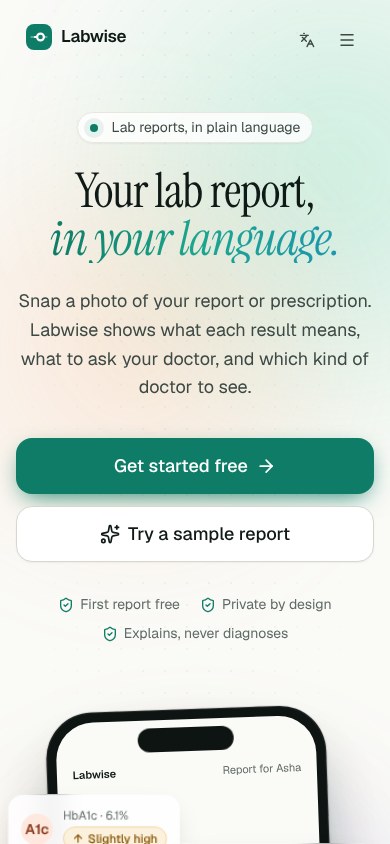 Labwise
Lab reports, in plain language
Your lab report,
in your language.
Snap a photo of your report or prescription.
Labwise shows what each result means,
what to ask your doctor, and which kind of
doctor to see.
Get started free →
Try a sample report
First report free
Private by design
Explains, never diagnoses
Labwise
Report for Asha
A1c
HbA1c · 6.1%
↑ Slightly high